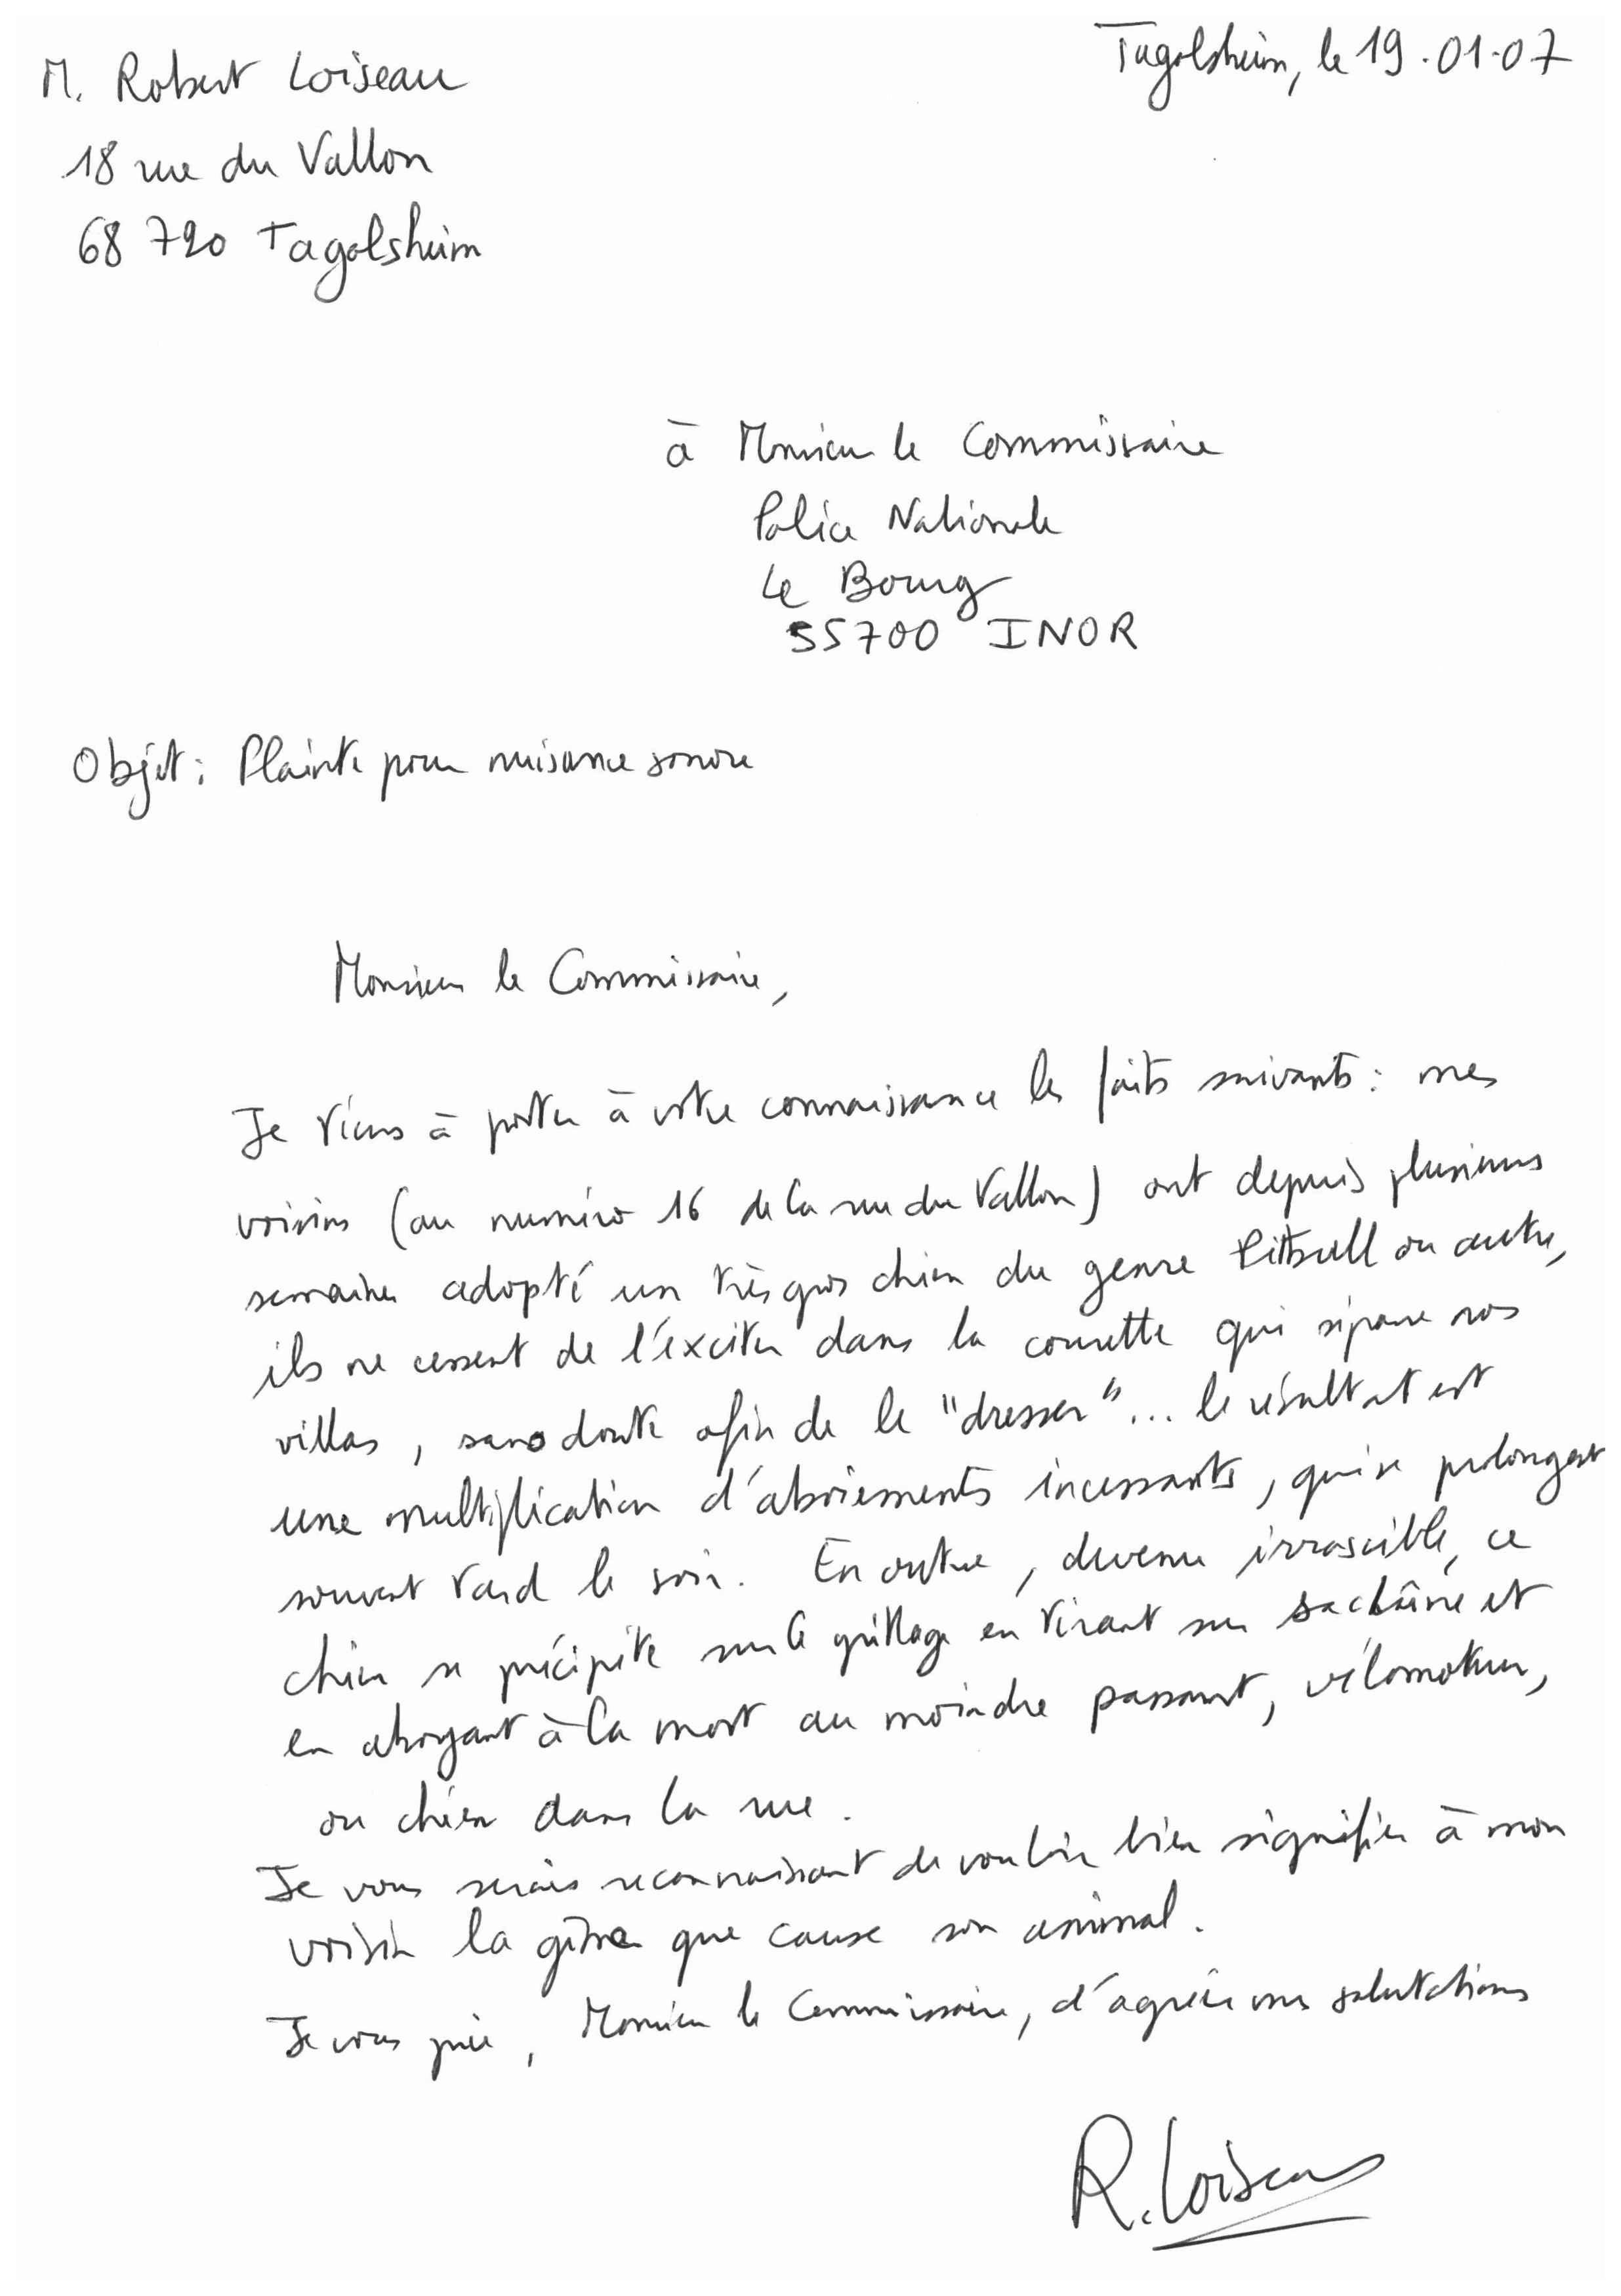 M. Robert Loiseau
Tagolsheim, le 19.01.07
18 rue du Vallon
68 720 Tagolsheim
à Monsieur le Commissaire
Police Nationale
Le Bourg
55700 INOR
Objet : Plainte pour nuisance sonore
Monsieur le Commissaire,
Je viens à porter à votre connaissance les faits suivants : mes
voisins (au numéro 16 de la rue du Vallon) ont depuis plusieurs
semaines adopté un très gros chien du genre Pittbull ou autre,
ils ne cessent de l'éxciter dans la courette qui sépare nos
villas, sans doute afin de le "dresser"... le résultat est
une multiplication d'aboiements incessants, qui se prolongent
souvent tard le soir. En outre, devenu irrascible, ce
chien se précipite sur le grillage en tirant sur sa chaîne et
en aboyant à la mort au moindre passant, vélomoteur,
ou chien dans la rue.
Je vous serais reconnaissant de vouloir bien signifier à mon
voisin la gêne que cause son animal.
Je vous prie, Monsieur le Commissaire, d'agréer mes salutations
R. Loiseau